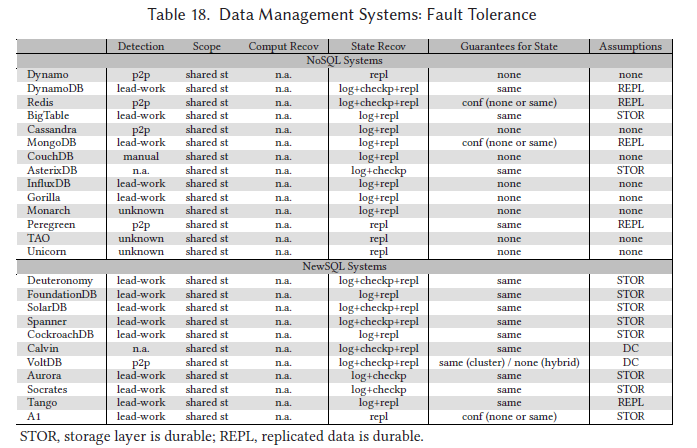 Table 18. Data Management Systems: Fault Tolerance
Detection Scope Comput Recov State Recov Guarantees for State Assumptions
NoSQL Systems
Dynamo p2p shared st n.a. repl none none
DynamoDB lead-work shared st n.a. log+checkp+repl same REPL
Redis p2p shared st n.a. log+checkp+repl conf (none or same) REPL
BigTable lead-work shared st n.a. log+repl same STOR
Cassandra p2p shared st n.a. log+repl none none
MongoDB lead-work shared st n.a. log+repl conf (none or same) REPL
CouchDB manual shared st n.a. log+repl none none
AsterixDB n.a. shared st n.a. log+checkp same STOR
InfluxDB lead-work shared st n.a. log+repl none none
Gorilla lead-work shared st n.a. log+repl none none
Monarch unknown shared st n.a. log+repl none none
Peregreen p2p shared st n.a. repl same REPL
TAO unknown shared st n.a. repl none none
Unicorn unknown shared st n.a. repl none none
NewSQL Systems
Deuteronomy lead-work shared st n.a. log+checkp+repl same STOR
FoundationDB lead-work shared st n.a. log+repl same STOR
SolarDB lead-work shared st n.a. log+checkp+repl same STOR
Spanner lead-work shared st n.a. log+checkp+repl same STOR
CockroachDB lead-work shared st n.a. log+repl same STOR
Calvin n.a. shared st n.a. log+checkp+repl same DC
VoltDB p2p shared st n.a. log+checkp+repl same (cluster) / none (hybrid) DC
Aurora lead-work shared st n.a. log+checkp same STOR
Socrates lead-work shared st n.a. log+checkp same STOR
Tango lead-work shared st n.a. log+repl same REPL
A1 lead-work shared st n.a. repl conf (none or same) STOR
STOR, storage layer is durable; REPL, replicated data is durable.